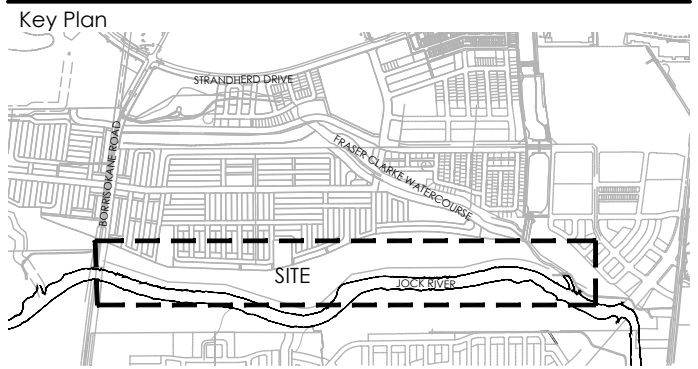 Key Plan
STRANDHERD DRIVE
BORRISOKANE ROAD
FRASER CLARKE WATERCOURSE
SITE
JOCK RIVER